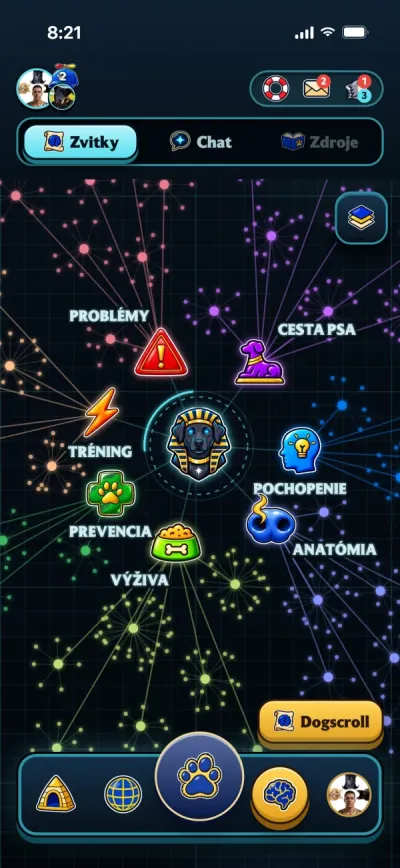 8:21
2
2
1
3
Zvitky
Chat
Zdroje
PROBLÉMY
CESTA PSA
TRÉNING
POCHOPENIE
PREVENCIA
ANATÓMIA
VÝŽIVA
Dogscroll